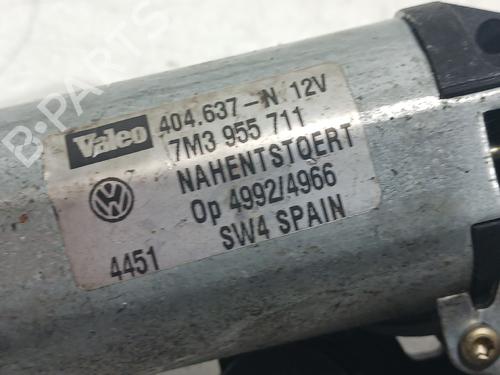 B-Parts
Valeo 404.637-N 12V
7M3 955 711
NAHENTSTOERT
Op 4992/4966
4451 SW4 SPAIN